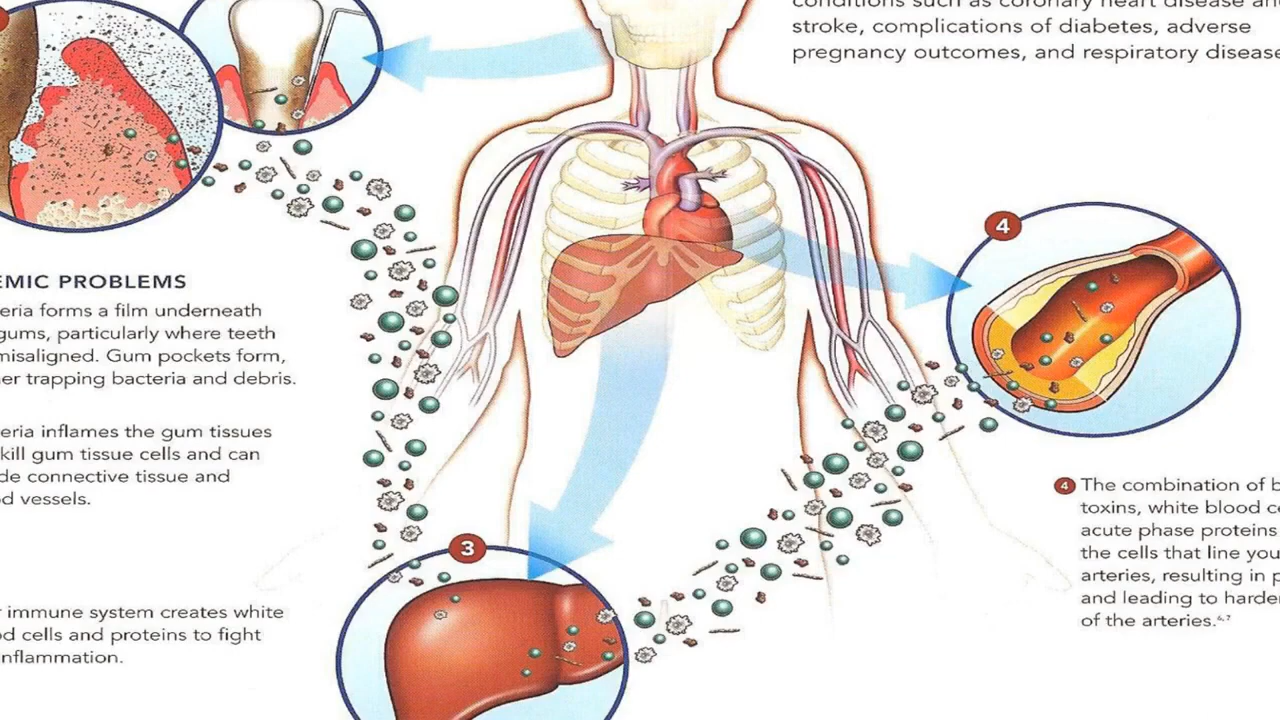 conditions such as coronary heart disease an
stroke, complications of diabetes, adverse
pregnancy outcomes, and respiratory disease
4
EMIC PROBLEMS
eria forms a film underneath
gums, particularly where teeth
misaligned. Gum pockets form,
er trapping bacteria and debris.
eria inflames the gum tissues
kill gum tissue cells and can
de connective tissue and
d vessels.
3
r immune system creates white
d cells and proteins to fight
nflammation.
4 The combination of b
toxins, white blood ce
acute phase proteins
the cells that line you
arteries, resulting in p
and leading to harde
of the arteries.⁶,⁷